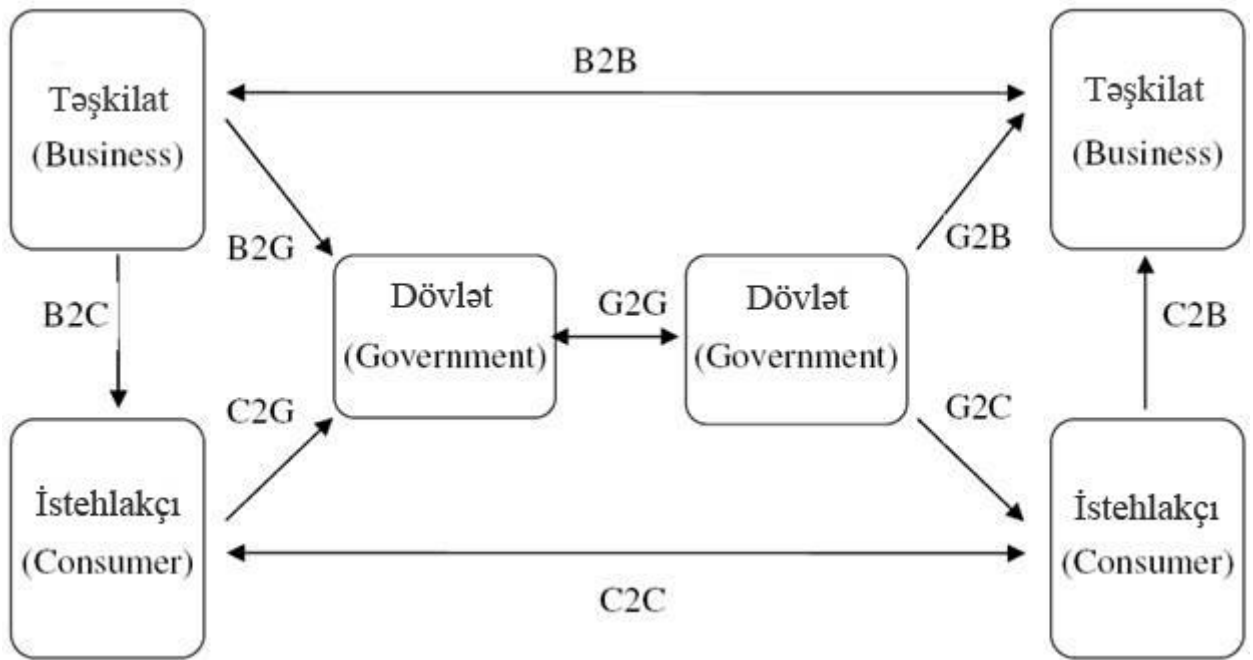 B2B
Təşkilat
(Business)
Təşkilat
(Business)
B2G
G2B
Dövlət
(Government)
G2G
Dövlət
(Government)
B2C
C2B
C2G
G2C
İstehlakçı
(Consumer)
İstehlakçı
(Consumer)
C2C